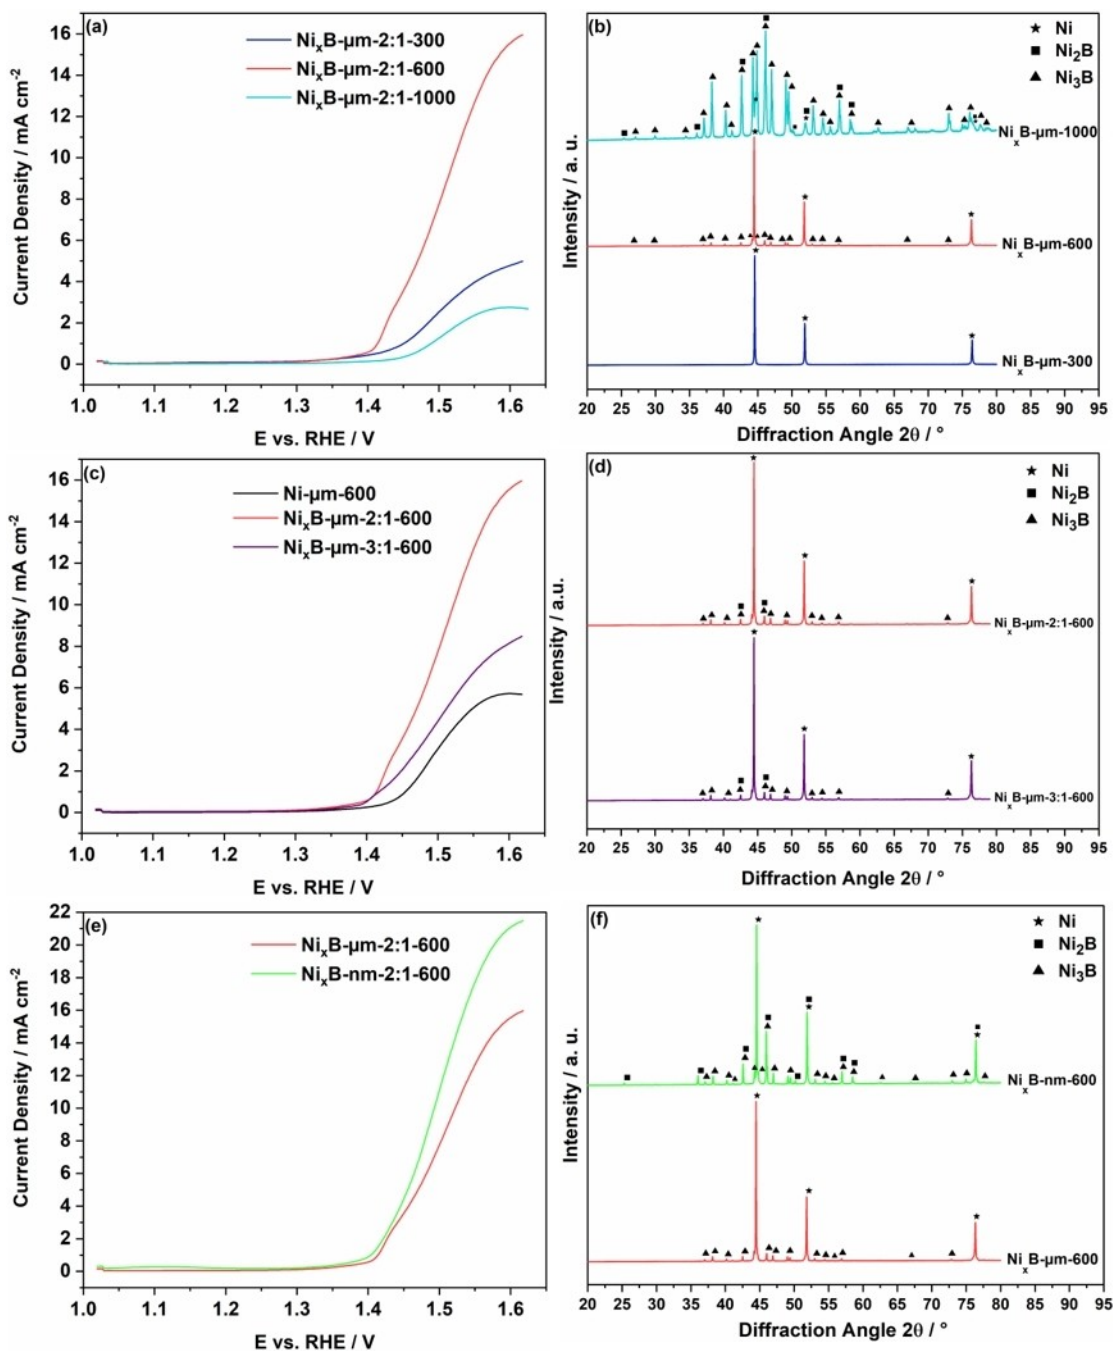 (a)
Current Density / mA cm⁻²
16
14
12
10
8
6
4
2
0
NiₓB-µm-2:1-300
NiₓB-µm-2:1-600
NiₓB-µm-2:1-1000
1.0 1.1 1.2 1.3 1.4 1.5 1.6
E vs. RHE / V
(b)
Intensity / a. u.
★ Ni
■ Ni₂B
▲ Ni₃B
NiₓB-µm-1000
NiₓB-µm-600
NiₓB-µm-300
20 25 30 35 40 45 50 55 60 65 70 75 80 85 90 95
Diffraction Angle 2θ / °
(c)
Current Density / mA cm⁻²
16
14
12
10
8
6
4
2
0
Ni-µm-600
NiₓB-µm-2:1-600
NiₓB-µm-3:1-600
1.0 1.1 1.2 1.3 1.4 1.5 1.6
E vs. RHE / V
(d)
Intensity / a.u.
★ Ni
■ Ni₂B
▲ Ni₃B
NiₓB-µm-2:1-600
NiₓB-µm-3:1-600
20 25 30 35 40 45 50 55 60 65 70 75 80 85 90 95
Diffraction Angle 2θ / °
(e)
Current Density / mA cm⁻²
22
20
18
16
14
12
10
8
6
4
2
0
NiₓB-µm-2:1-600
NiₓB-nm-2:1-600
1.0 1.1 1.2 1.3 1.4 1.5 1.6
E vs. RHE / V
(f)
Intensity / a. u.
★ Ni
■ Ni₂B
▲ Ni₃B
NiₓB-nm-600
NiₓB-µm-600
20 25 30 35 40 45 50 55 60 65 70 75 80 85 90 95
Diffraction Angle 2θ / °